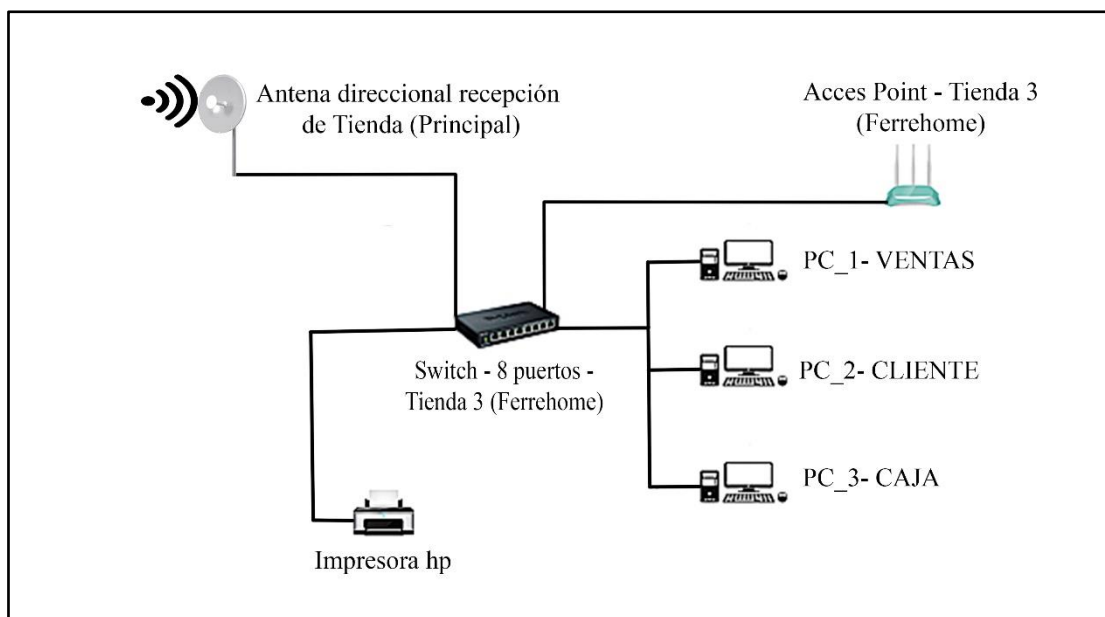 Antena direccional recepción
de Tienda (Principal)
Acces Point - Tienda 3
(Ferrehome)
PC_1- VENTAS
Switch - 8 puertos -
Tienda 3 (Ferrehome)
PC_2- CLIENTE
PC_3- CAJA
Impresora hp